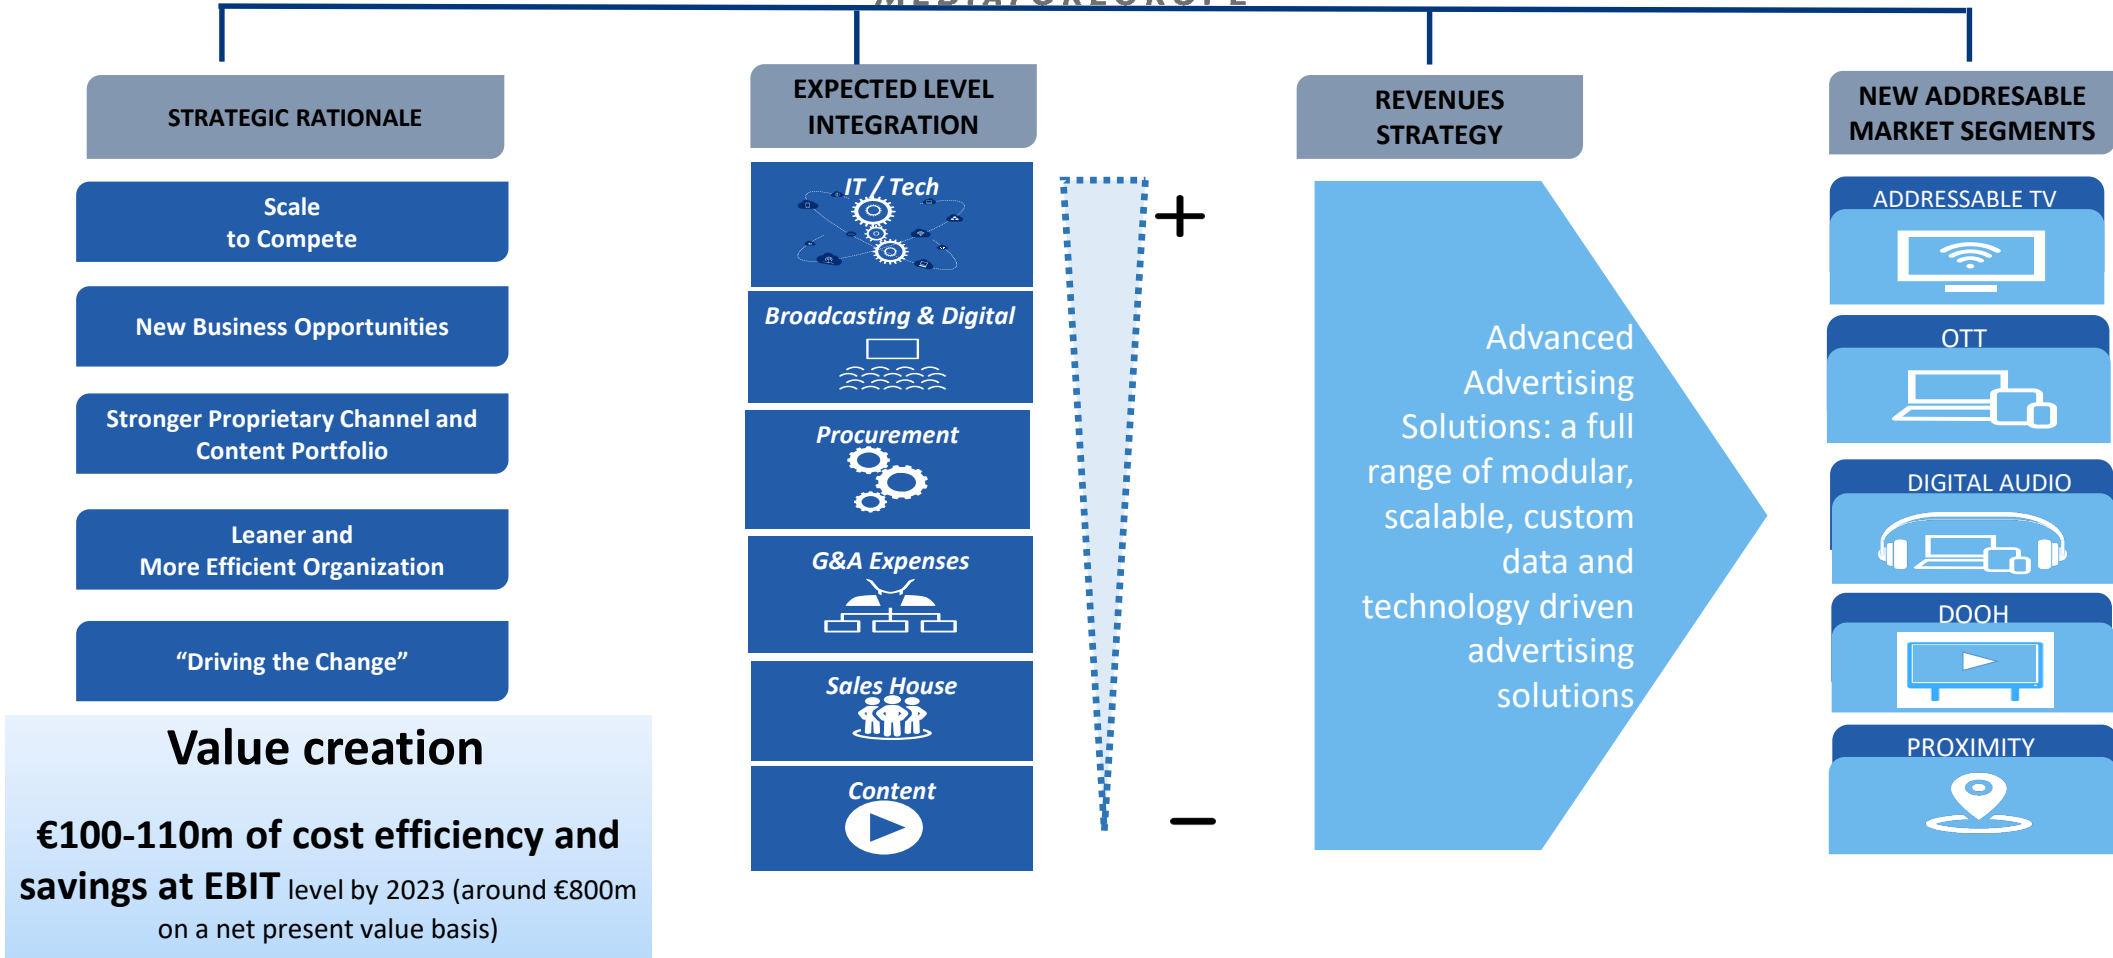 STRATEGIC RATIONALE
Scale
to Compete
New Business Opportunities
Stronger Proprietary Channel and
Content Portfolio
Leaner and
More Efficient Organization
“Driving the Change”
Value creation
€100-110m of cost efficiency and
savings at EBIT level by 2023 (around €800m
on a net present value basis)
EXPECTED LEVEL
INTEGRATION
IT / Tech
Broadcasting & Digital
Procurement
G&A Expenses
Sales House
Content
+
–
REVENUES
STRATEGY
Advanced
Advertising
Solutions: a full
range of modular,
scalable, custom
data and
technology driven
advertising
solutions
NEW ADDRESABLE
MARKET SEGMENTS
ADDRESSABLE TV
OTT
DIGITAL AUDIO
DOOH
PROXIMITY